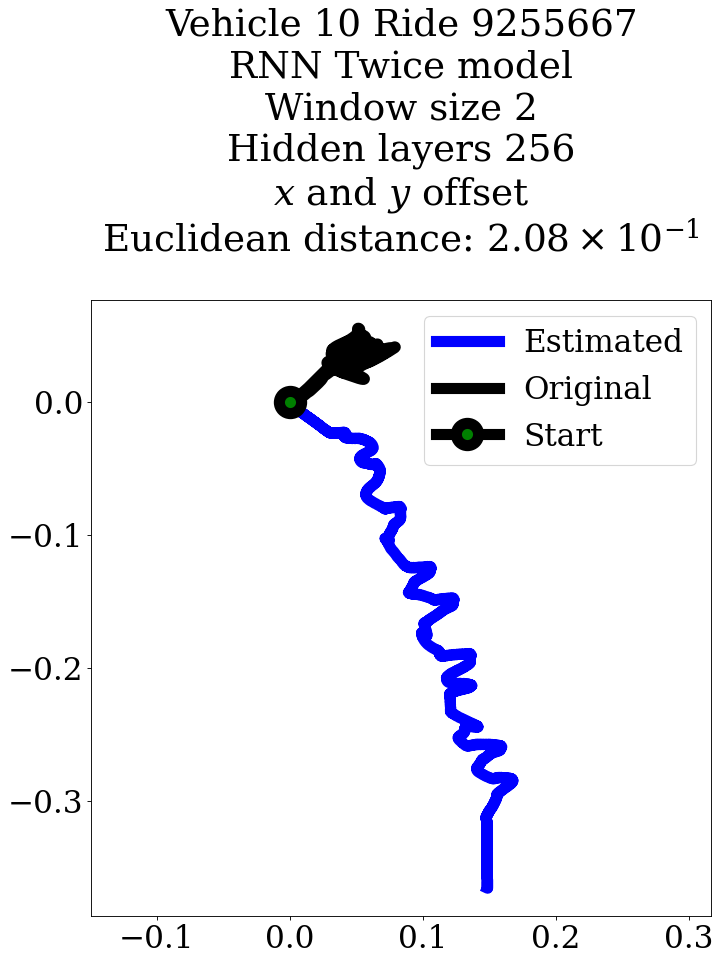 Vehicle 10 Ride 9255667
RNN Twice model
Window size 2
Hidden layers 256
x and y offset
Euclidean distance: 2.08 × 10⁻¹
Estimated
Original
Start
0.0
−0.1
−0.2
−0.3
−0.1 0.0 0.1 0.2 0.3